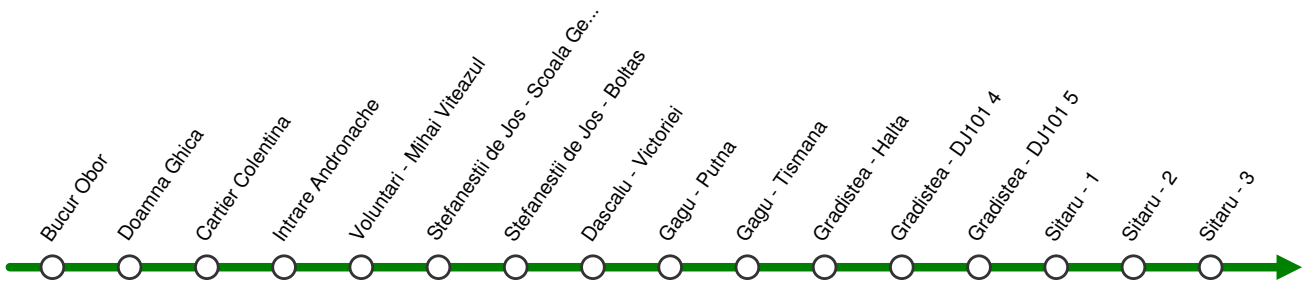 Bucur Obor
Doamna Ghica
Cartier Colentina
Intrare Andronache
Voluntari - Mihai Viteazul
Stefanestii de Jos - Scoala Ge...
Stefanestii de Jos - Boltas
Dascalu - Victoriei
Gagu - Putna
Gagu - Tismana
Gradistea - Halta
Gradistea - DJ101 4
Gradistea - DJ101 5
Sitaru - 1
Sitaru - 2
Sitaru - 3